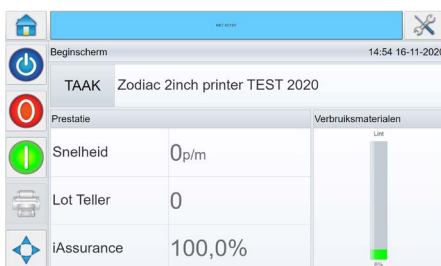 Beginscherm 14:54 16-11-2020
TAAK Zodiac 2inch printer TEST 2020
Prestatie Verbruiksmaterialen
Lint
Snelheid 0p/m
Lot Teller 0
iAssurance 100,0%